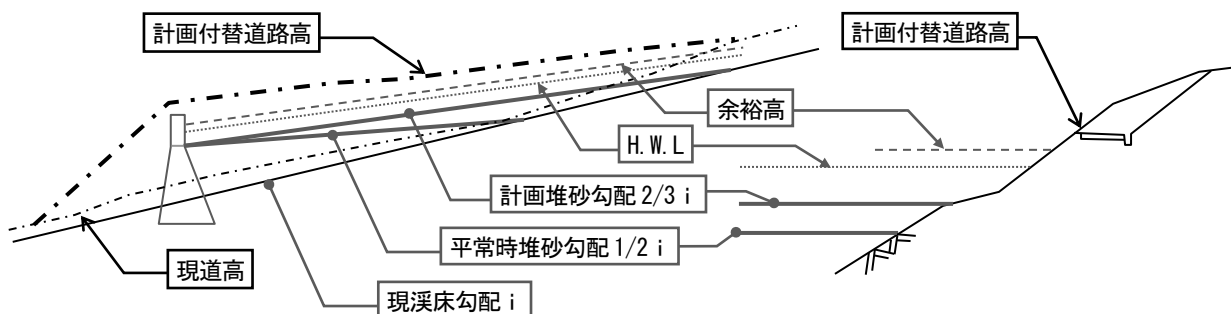 計画付替道路高
計画付替道路高
余裕高
H.W.L
計画堆砂勾配 2/3 i
平常時堆砂勾配 1/2 i
現道高
現渓床勾配 i